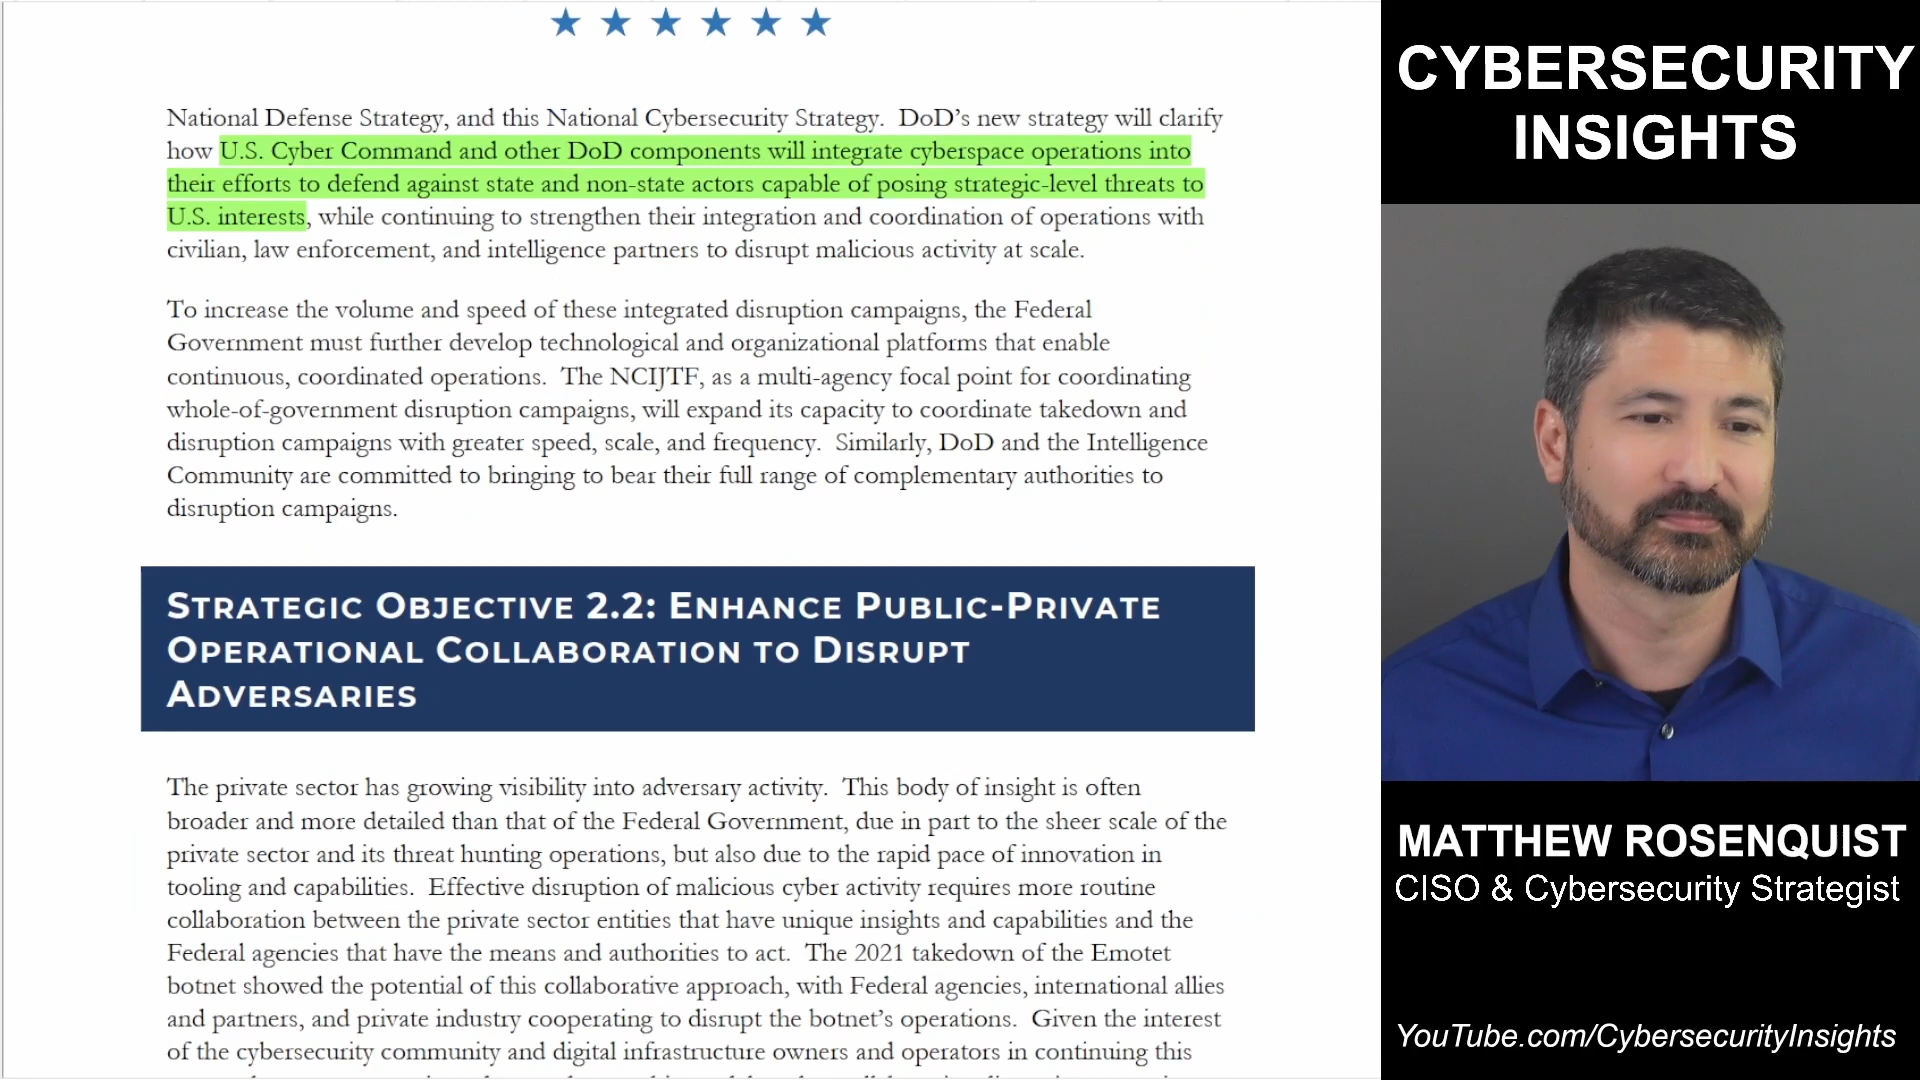 National Defense Strategy, and this National Cybersecurity Strategy. DoD’s new strategy will clarify
how U.S. Cyber Command and other DoD components will integrate cyberspace operations into
their efforts to defend against state and non-state actors capable of posing strategic-level threats to
U.S. interests, while continuing to strengthen their integration and coordination of operations with
civilian, law enforcement, and intelligence partners to disrupt malicious activity at scale.
To increase the volume and speed of these integrated disruption campaigns, the Federal
Government must further develop technological and organizational platforms that enable
continuous, coordinated operations. The NCIJTF, as a multi-agency focal point for coordinating
whole-of-government disruption campaigns, will expand its capacity to coordinate takedown and
disruption campaigns with greater speed, scale, and frequency. Similarly, DoD and the Intelligence
Community are committed to bringing to bear their full range of complementary authorities to
disruption campaigns.
STRATEGIC OBJECTIVE 2.2: ENHANCE PUBLIC-PRIVATE
OPERATIONAL COLLABORATION TO DISRUPT
ADVERSARIES
The private sector has growing visibility into adversary activity. This body of insight is often
broader and more detailed than that of the Federal Government, due in part to the sheer scale of the
private sector and its threat hunting operations, but also due to the rapid pace of innovation in
tooling and capabilities. Effective disruption of malicious cyber activity requires more routine
collaboration between the private sector entities that have unique insights and capabilities and the
Federal agencies that have the means and authorities to act. The 2021 takedown of the Emotet
botnet showed the potential of this collaborative approach, with Federal agencies, international allies
and partners, and private industry cooperating to disrupt the botnet’s operations. Given the interest
of the cybersecurity community and digital infrastructure owners and operators in continuing this
CYBERSECURITY
INSIGHTS
MATTHEW ROSENQUIST
CISO & Cybersecurity Strategist
YouTube.com/CybersecurityInsights